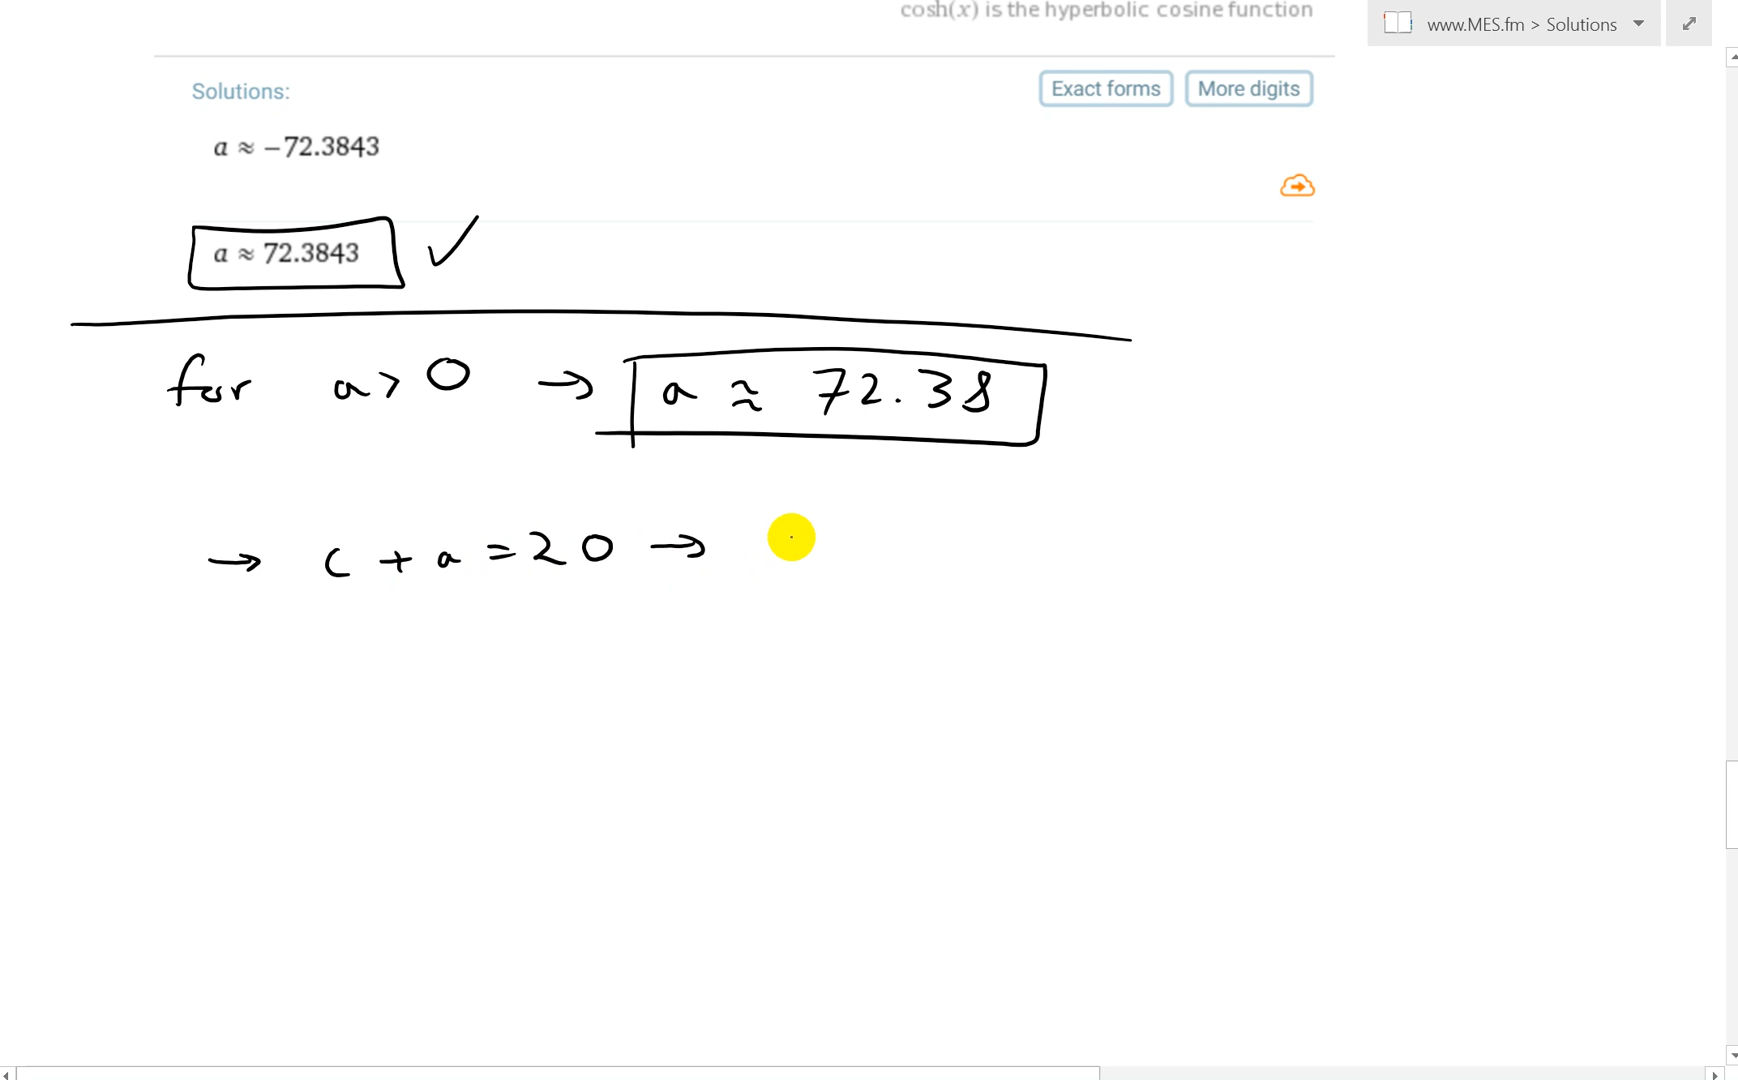 cosh(x) is the hyperbolic cosine function
www.MES.fm > Solutions
Solutions:
Exact forms
More digits
a ≈ −72.3843
a ≈ 72.3843 ✓
for a > 0 → a ≈ 72.38
→ c + a = 20 →